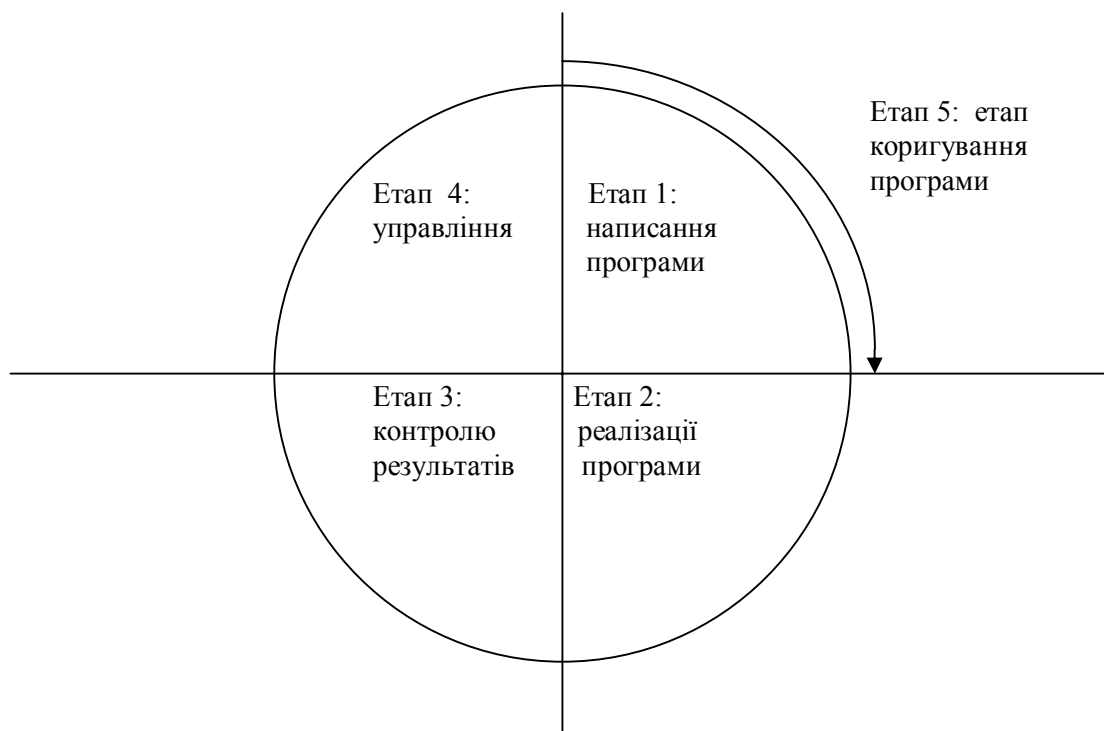 Етап 5: етап
коригування
програми
Етап 4:
управління
Етап 1:
написання
програми
Етап 3:
контролю
результатів
Етап 2:
реалізації
програми